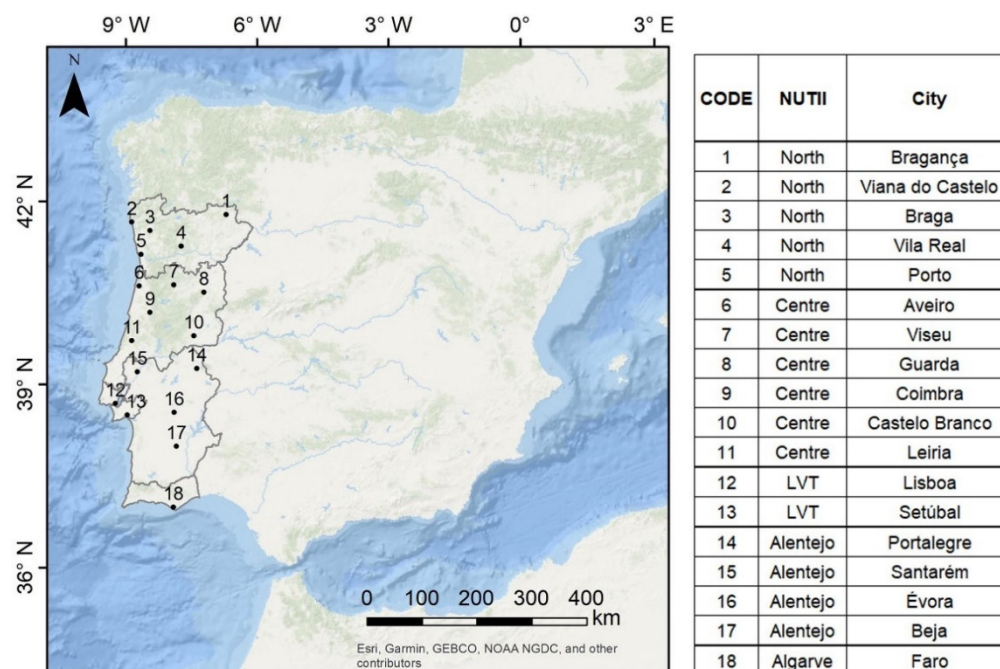 9° W 6° W 3° W 0° 3° E
N
42° N
39° N
36° N
1
2
3
4
5
6
7
8
9
10
11
14
15
12
13
16
17
18
0 100 200 300 400
km
Esri, Garmin, GEBCO, NOAA NGDC, and other
contributors
CODE NUTII City
1 North Bragança
2 North Viana do Castelo
3 North Braga
4 North Vila Real
5 North Porto
6 Centre Aveiro
7 Centre Viseu
8 Centre Guarda
9 Centre Coimbra
10 Centre Castelo Branco
11 Centre Leiria
12 LVT Lisboa
13 LVT Setúbal
14 Alentejo Portalegre
15 Alentejo Santarém
16 Alentejo Évora
17 Alentejo Beja
18 Algarve Faro